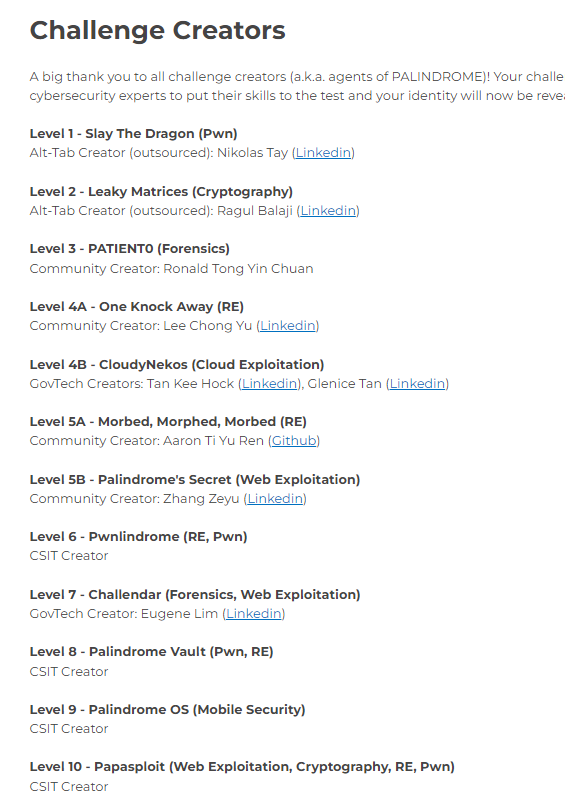 Challenge Creators
A big thank you to all challenge creators (a.k.a. agents of PALINDROME)! Your challe
cybersecurity experts to put their skills to the test and your identity will now be revea
Level 1 - Slay The Dragon (Pwn)
Alt-Tab Creator (outsourced): Nikolas Tay (Linkedin)
Level 2 - Leaky Matrices (Cryptography)
Alt-Tab Creator (outsourced): Ragul Balaji (Linkedin)
Level 3 - PATIENT0 (Forensics)
Community Creator: Ronald Tong Yin Chuan
Level 4A - One Knock Away (RE)
Community Creator: Lee Chong Yu (Linkedin)
Level 4B - CloudyNekos (Cloud Exploitation)
GovTech Creators: Tan Kee Hock (Linkedin), Glenice Tan (Linkedin)
Level 5A - Morbed, Morphed, Morbed (RE)
Community Creator: Aaron Ti Yu Ren (Github)
Level 5B - Palindrome's Secret (Web Exploitation)
Community Creator: Zhang Zeyu (Linkedin)
Level 6 - Pwnlindrome (RE, Pwn)
CSIT Creator
Level 7 - Challendar (Forensics, Web Exploitation)
GovTech Creator: Eugene Lim (Linkedin)
Level 8 - Palindrome Vault (Pwn, RE)
CSIT Creator
Level 9 - Palindrome OS (Mobile Security)
CSIT Creator
Level 10 - Papasploit (Web Exploitation, Cryptography, RE, Pwn)
CSIT Creator